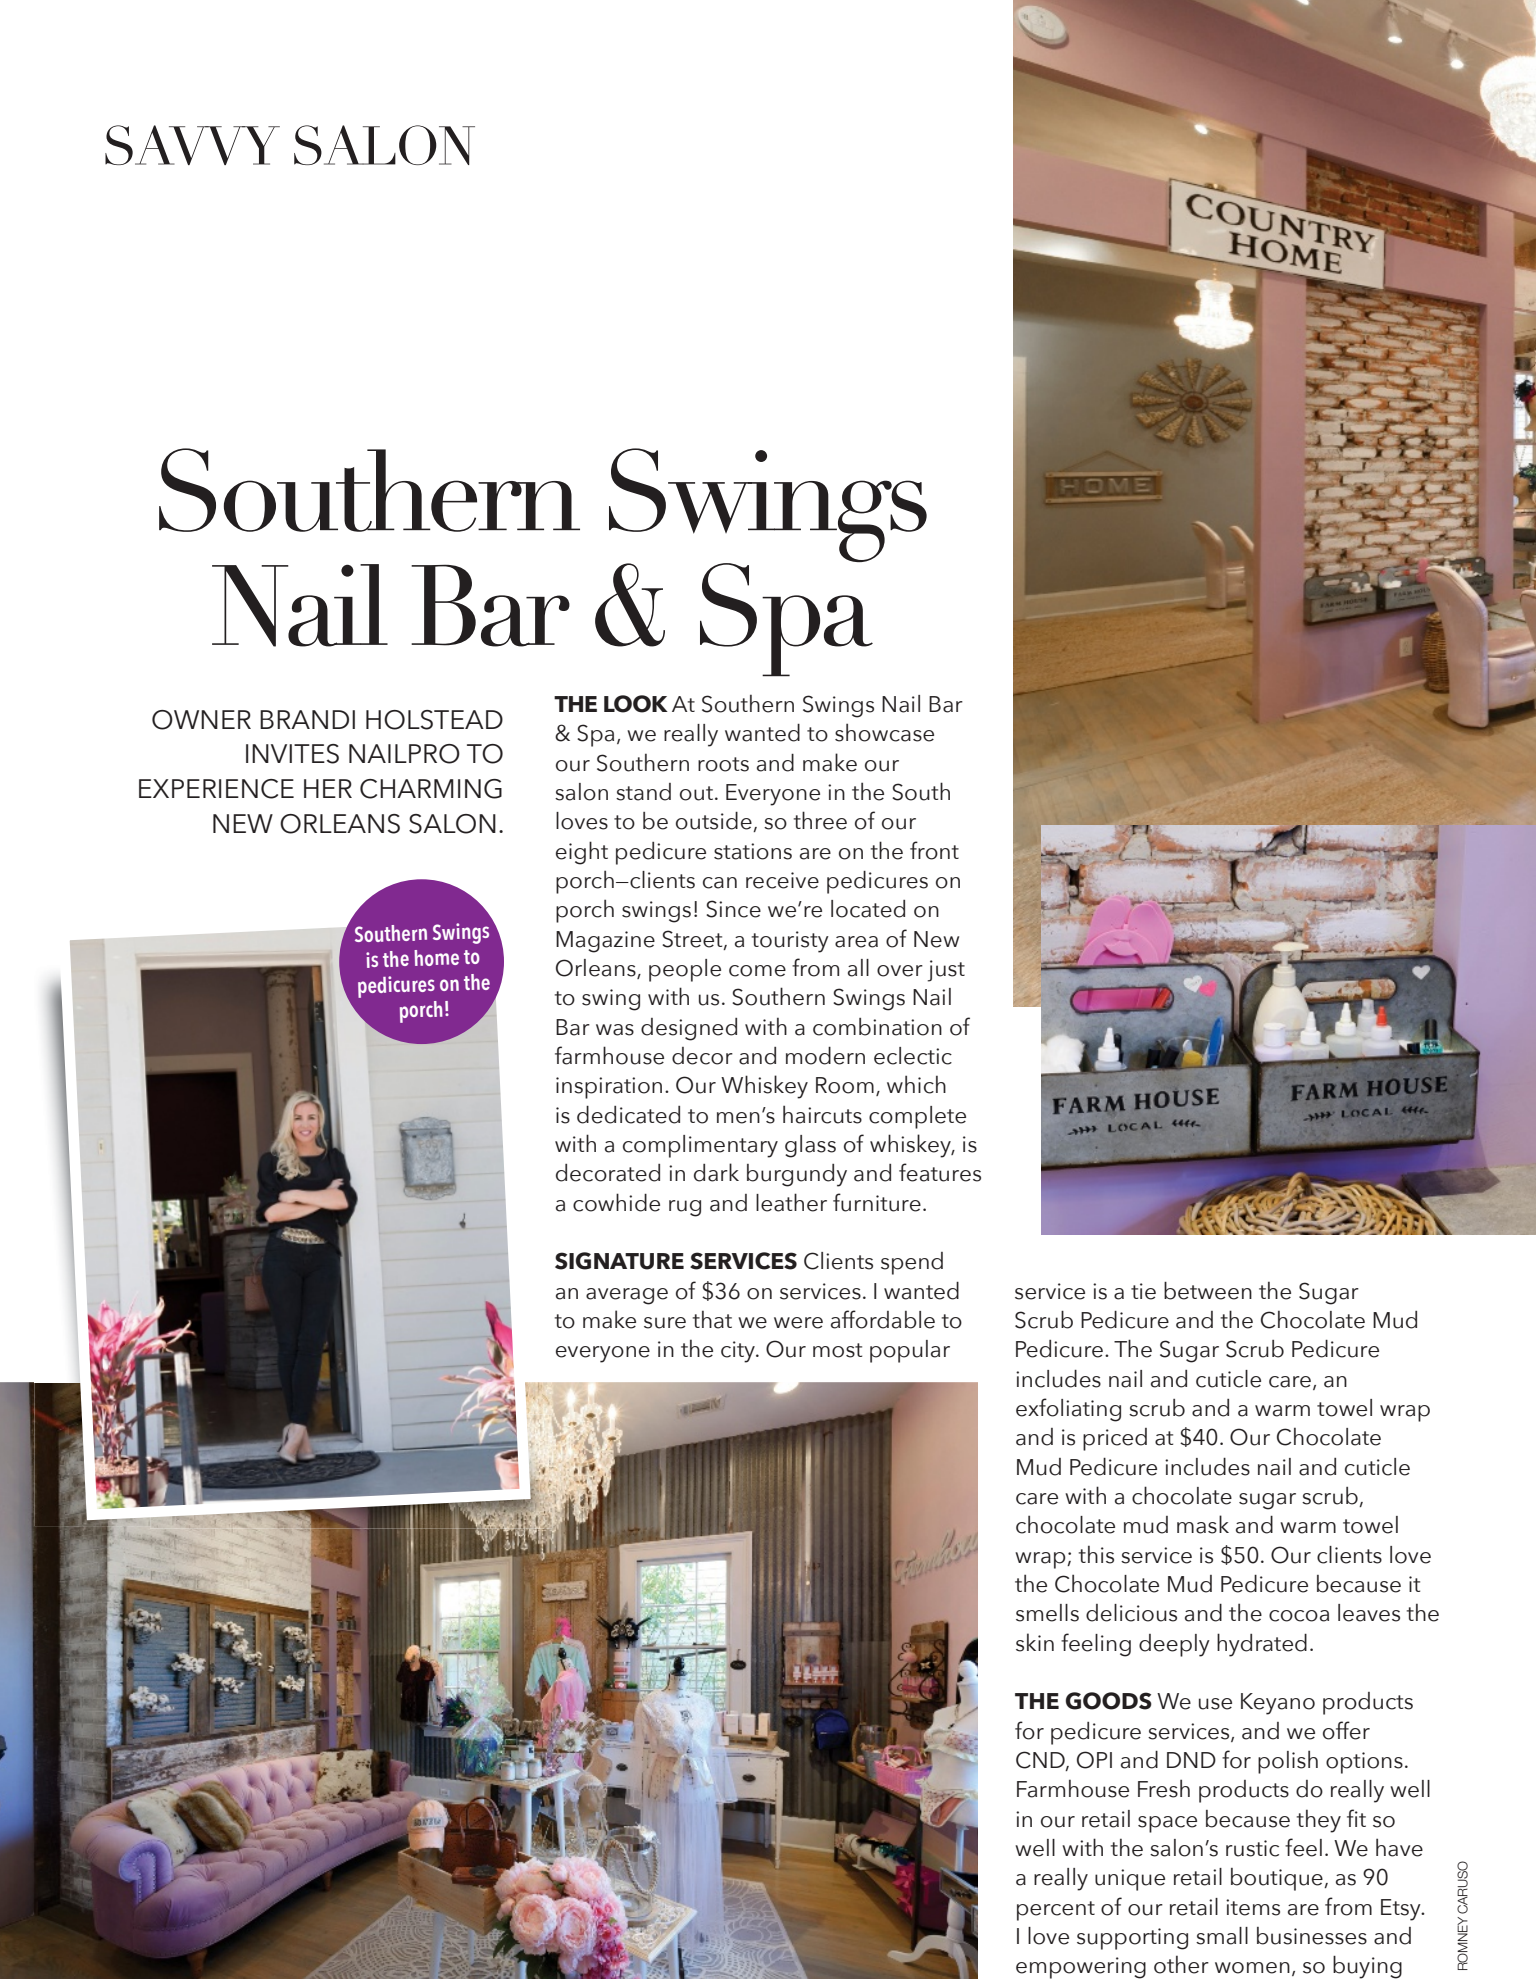 SAVVY SALON
Southern Swings
Nail Bar & Spa
OWNER BRANDI HOLSTEAD
INVITES NAILPRO TO
EXPERIENCE HER CHARMING
NEW ORLEANS SALON.
Southern Swings
is the home to
pedicures on the
porch!
THE LOOK At Southern Swings Nail Bar
& Spa, we really wanted to showcase
our Southern roots and make our
salon stand out. Everyone in the South
loves to be outside, so three of our
eight pedicure stations are on the front
porch—clients can receive pedicures on
porch swings! Since we’re located on
Magazine Street, a touristy area of New
Orleans, people come from all over just
to swing with us. Southern Swings Nail
Bar was designed with a combination of
farmhouse decor and modern eclectic
inspiration. Our Whiskey Room, which
is dedicated to men’s haircuts complete
with a complimentary glass of whiskey, is
decorated in dark burgundy and features
a cowhide rug and leather furniture.
SIGNATURE SERVICES Clients spend
an average of $36 on services. I wanted
to make sure that we were affordable to
everyone in the city. Our most popular
COUNTRY
HOME
HOME
FARM HOUSE
FARM HOUSE
LOCAL
FARM HOUSE
LOCAL
service is a tie between the Sugar
Scrub Pedicure and the Chocolate Mud
Pedicure. The Sugar Scrub Pedicure
includes nail and cuticle care, an
exfoliating scrub and a warm towel wrap
and is priced at $40. Our Chocolate
Mud Pedicure includes nail and cuticle
care with a chocolate sugar scrub,
chocolate mud mask and warm towel
wrap; this service is $50. Our clients love
the Chocolate Mud Pedicure because it
smells delicious and the cocoa leaves the
skin feeling deeply hydrated.
THE GOODS We use Keyano products
for pedicure services, and we offer
CND, OPI and DND for polish options.
Farmhouse Fresh products do really well
in our retail space because they fit so
well with the salon’s rustic feel. We have
a really unique retail boutique, as 90
percent of our retail items are from Etsy.
I love supporting small businesses and
empowering other women, so buying
ROMNEY CARUSO